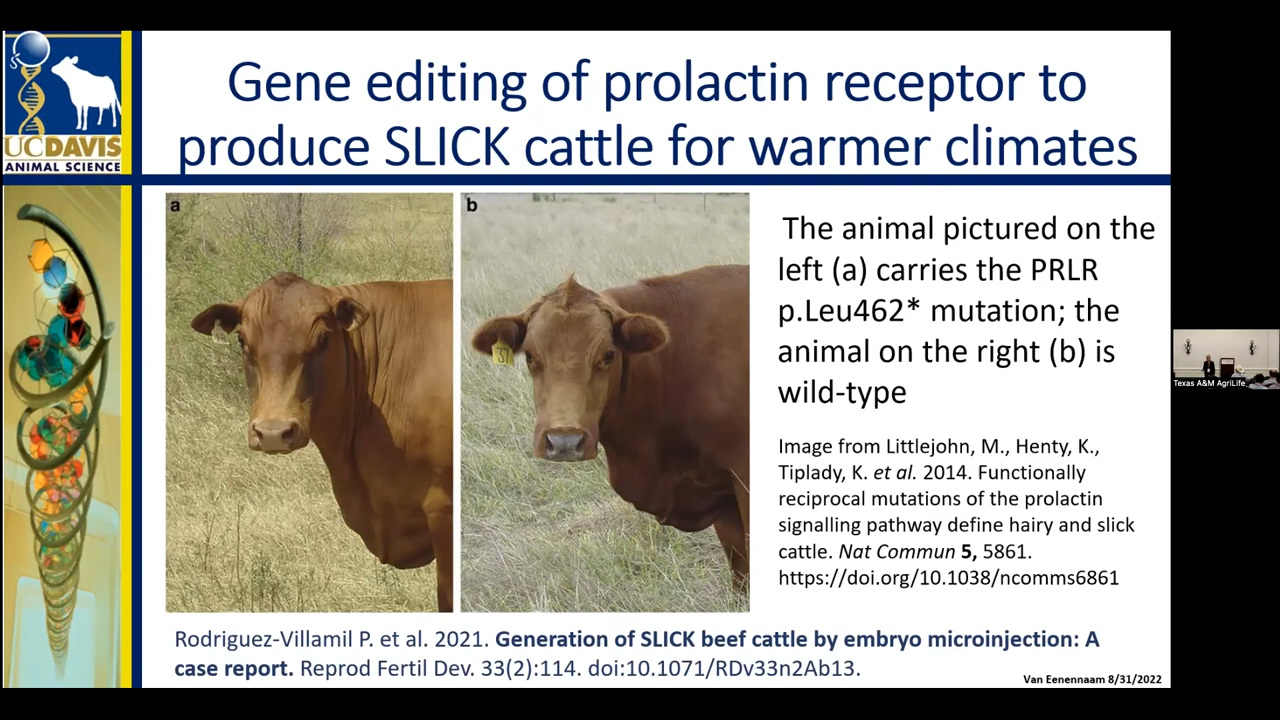 UCDAVIS
ANIMAL SCIENCE
Gene editing of prolactin receptor to
produce SLICK cattle for warmer climates
a
b
37
The animal pictured on the
left (a) carries the PRLR
p.Leu462* mutation; the
animal on the right (b) is
wild-type
Image from Littlejohn, M., Henty, K.,
Tiplady, K. et al. 2014. Functionally
reciprocal mutations of the prolactin
signalling pathway define hairy and slick
cattle. Nat Commun 5, 5861.
https://doi.org/10.1038/ncomms6861
Texas A&M AgriLife
Rodriguez-Villamil P. et al. 2021. Generation of SLICK beef cattle by embryo microinjection: A
case report. Reprod Fertil Dev. 33(2):114. doi:10.1071/RDv33n2Ab13.
Van Eenennaam 8/31/2022